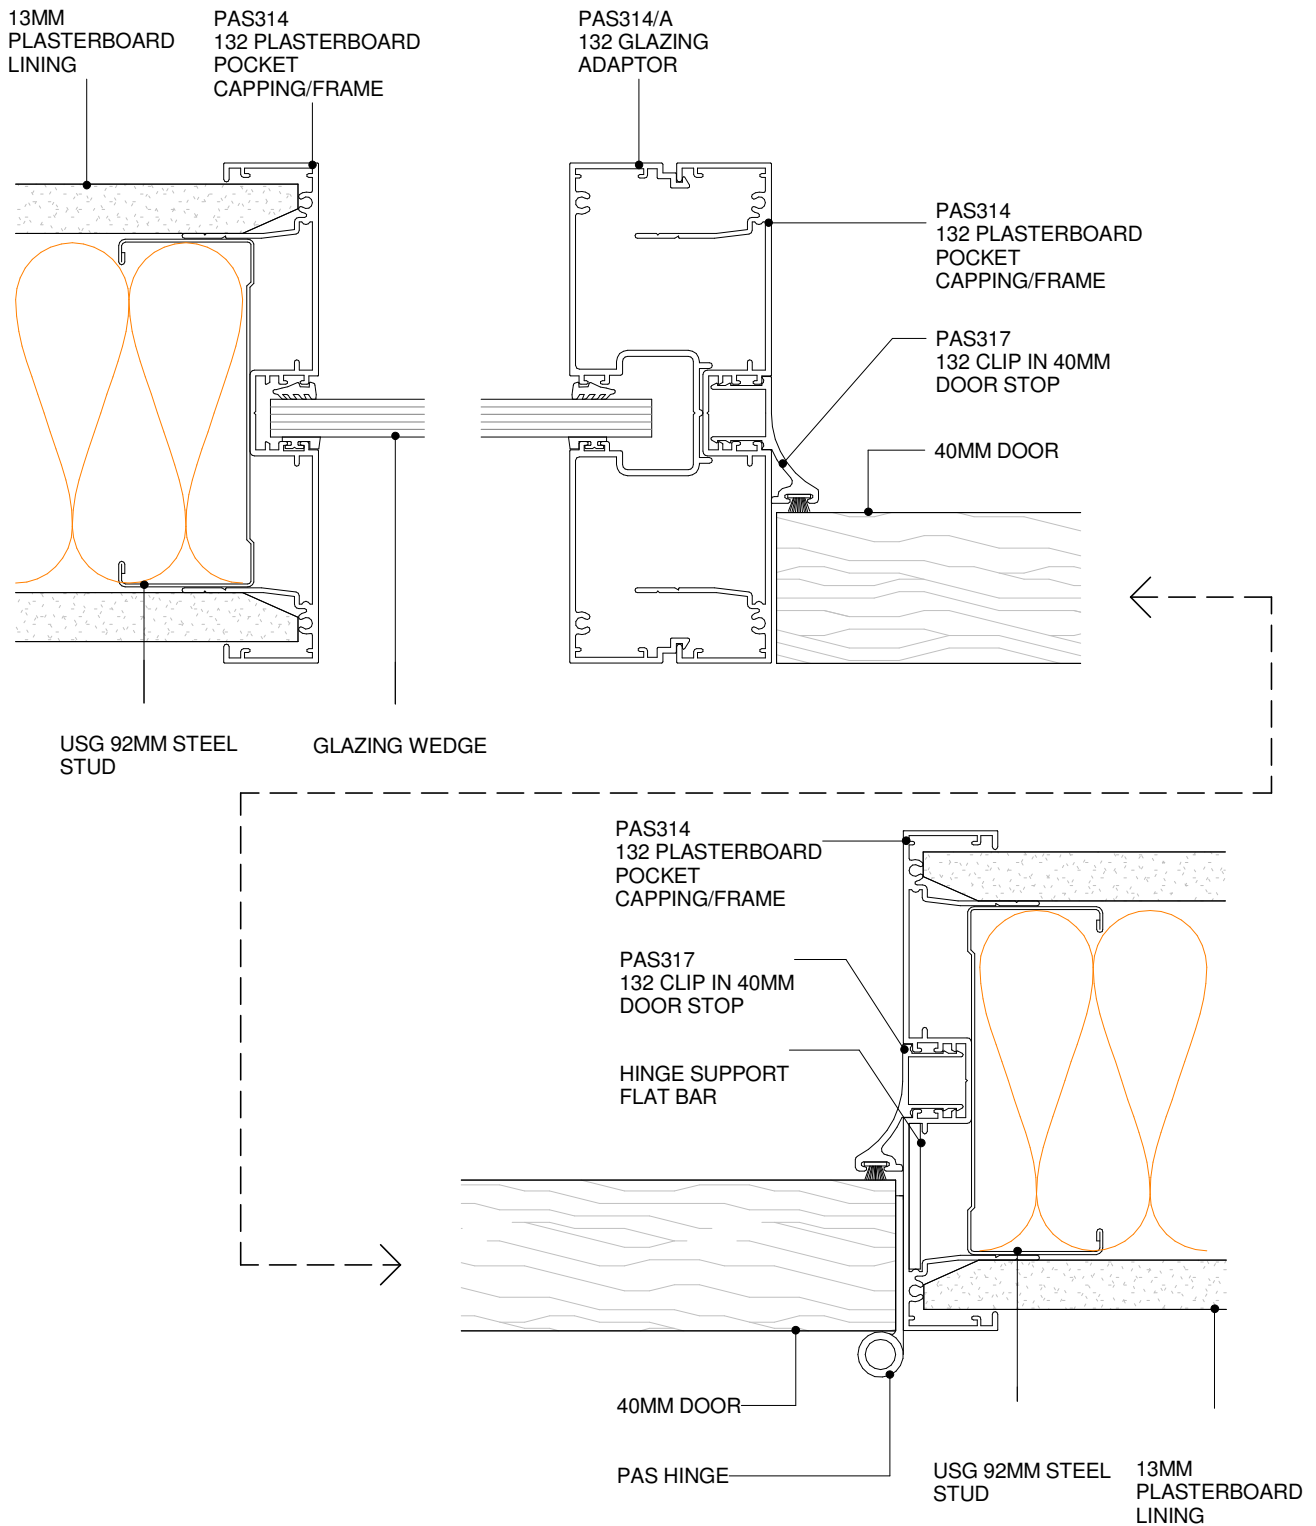 13MM
PLASTERBOARD
LINING
PAS314
132 PLASTERBOARD
POCKET
CAPPING/FRAME
PAS314/A
132 GLAZING
ADAPTOR
PAS314
132 PLASTERBOARD
POCKET
CAPPING/FRAME
PAS317
132 CLIP IN 40MM
DOOR STOP
40MM DOOR
USG 92MM STEEL
STUD
GLAZING WEDGE
PAS314
132 PLASTERBOARD
POCKET
CAPPING/FRAME
PAS317
132 CLIP IN 40MM
DOOR STOP
HINGE SUPPORT
FLAT BAR
40MM DOOR
PAS HINGE
USG 92MM STEEL
STUD
13MM
PLASTERBOARD
LINING